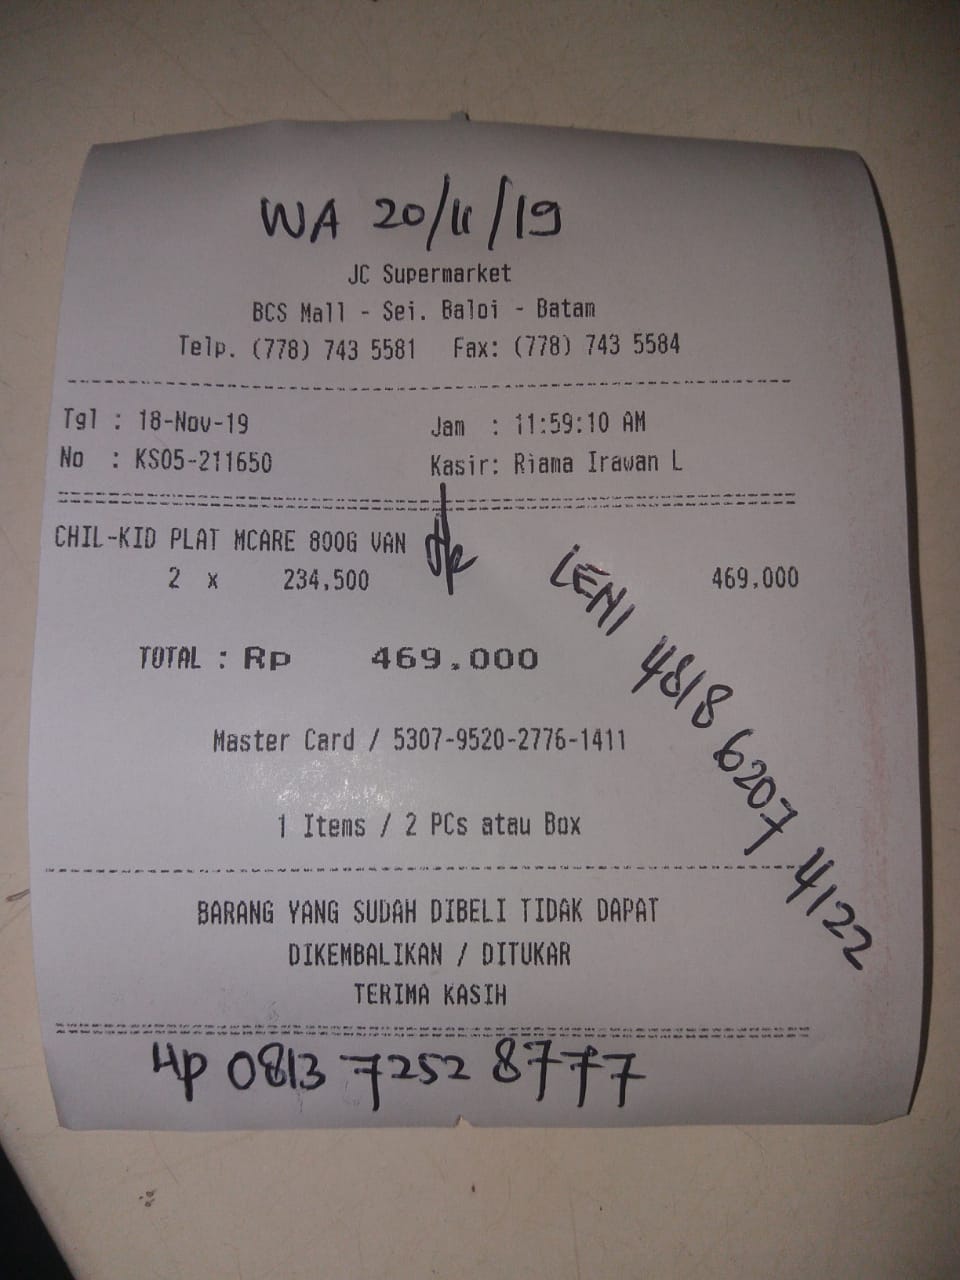 WA 20/11/19
JC Supermarket
BCS Mall - Sei. Baloi - Batam
Telp. (778) 743 5581 Fax: (778) 743 5584
Tgl : 18-Nov-19 Jam : 11:59:10 AM
No : KS05-211650 Kasir: Riama Irawan L
CHIL-KID PLAT MCARE 800G VAN
2 x 234,500 469,000
LENI 4818 6207 4122
TOTAL : Rp 469.000
Master Card / 5307-9520-2776-1411
1 Items / 2 PCs atau Box
BARANG YANG SUDAH DIBELI TIDAK DAPAT
DIKEMBALIKAN / DITUKAR
TERIMA KASIH
HP 0813 7252 8777